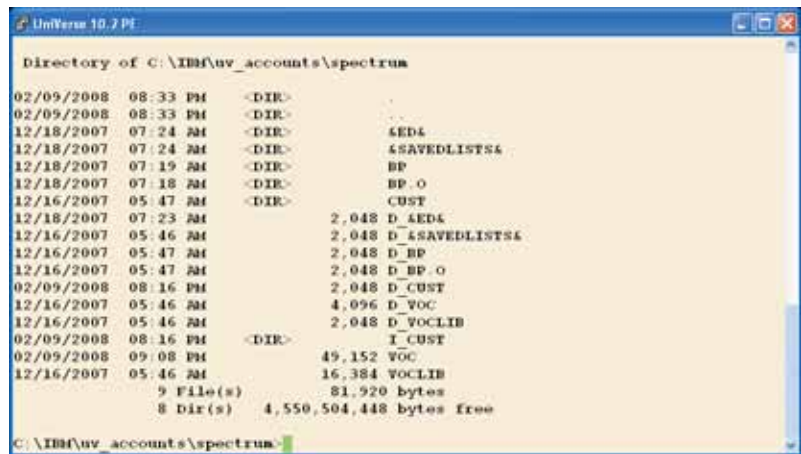 UniVerse 10.2 PE
Directory of C:\IBM\uv_accounts\spectrum
02/09/2008 08:33 PM <DIR> .
02/09/2008 08:33 PM <DIR> ..
12/18/2007 07:24 AM <DIR> &ED&
12/18/2007 07:24 AM <DIR> &SAVEDLISTS&
12/18/2007 07:19 AM <DIR> BP
12/18/2007 07:18 AM <DIR> BP.O
12/16/2007 05:47 AM <DIR> CUST
12/18/2007 07:23 AM 2,048 D_&ED&
12/16/2007 05:46 AM 2,048 D_&SAVEDLISTS&
12/16/2007 05:47 AM 2,048 D_BP
12/16/2007 05:47 AM 2,048 D_BP.O
02/09/2008 08:16 PM 2,048 D_CUST
12/16/2007 05:46 AM 4,096 D_VOC
12/16/2007 05:46 AM 2,048 D_VOCLIB
02/09/2008 08:16 PM <DIR> I_CUST
02/09/2008 09:08 PM 49,152 VOC
12/16/2007 05:46 AM 16,384 VOCLIB
9 File(s) 81,920 bytes
8 Dir(s) 4,550,504,448 bytes free
C:\IBM\uv_accounts\spectrum>